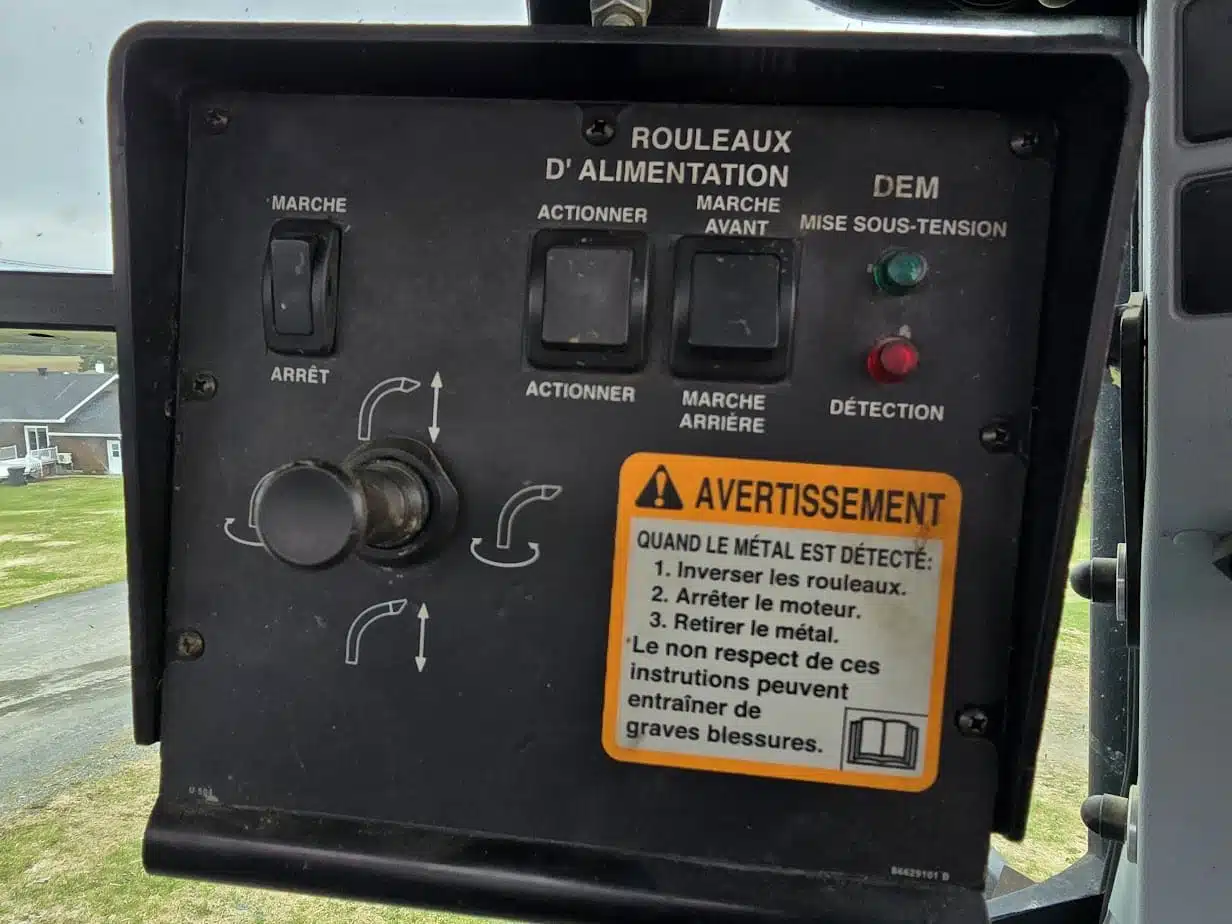 ROULEAUX
D' ALIMENTATION
MARCHE
ARRÊT
ACTIONNER
ACTIONNER
MARCHE
AVANT
MARCHE
ARRIÈRE
DEM
MISE SOUS-TENSION
DÉTECTION
AVERTISSEMENT
QUAND LE MÉTAL EST DÉTECTÉ:
1. Inverser les rouleaux.
2. Arrêter le moteur.
3. Retirer le métal.
Le non respect de ces
instrutions peuvent
entraîner de
graves blessures.
86629101 B